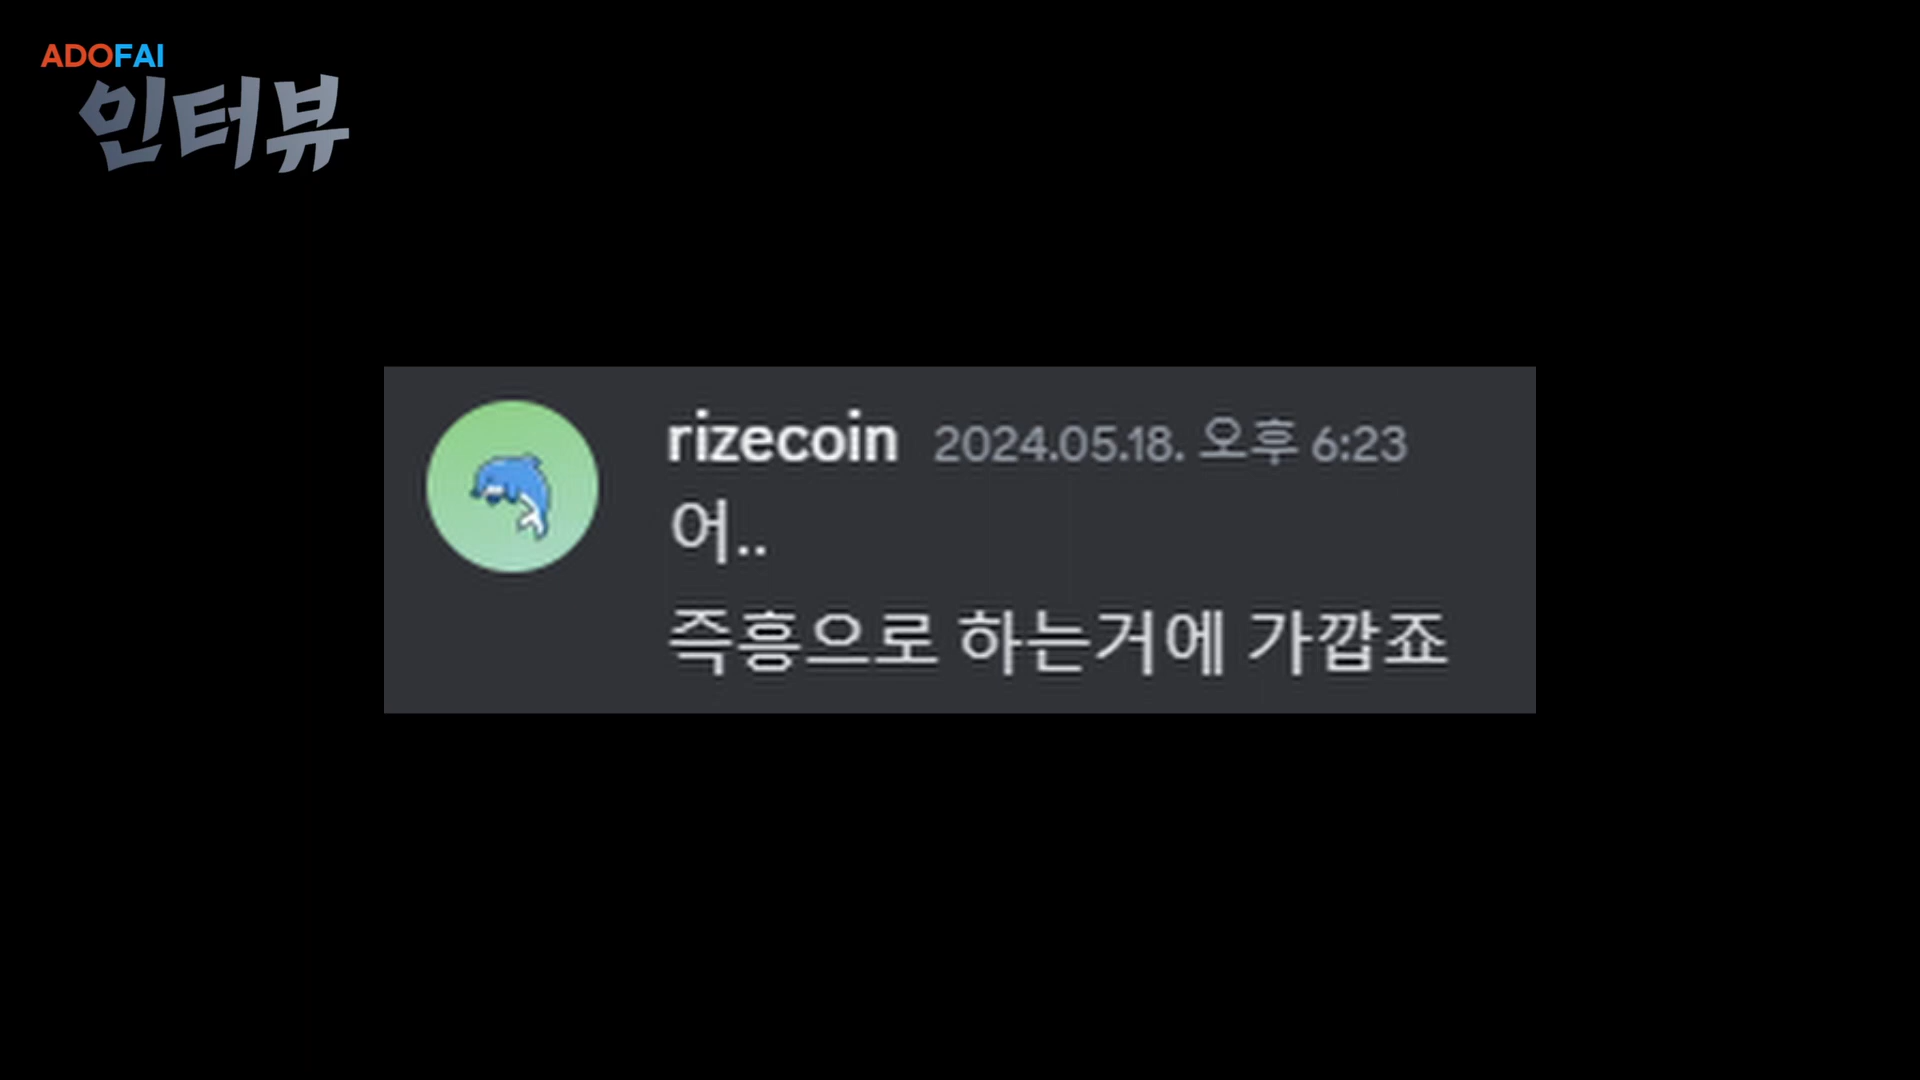 ADOFAI
인터뷰
rizecoin 2024.05.18. 오후 6:23
어..
즉흥으로 하는거에 가깝죠